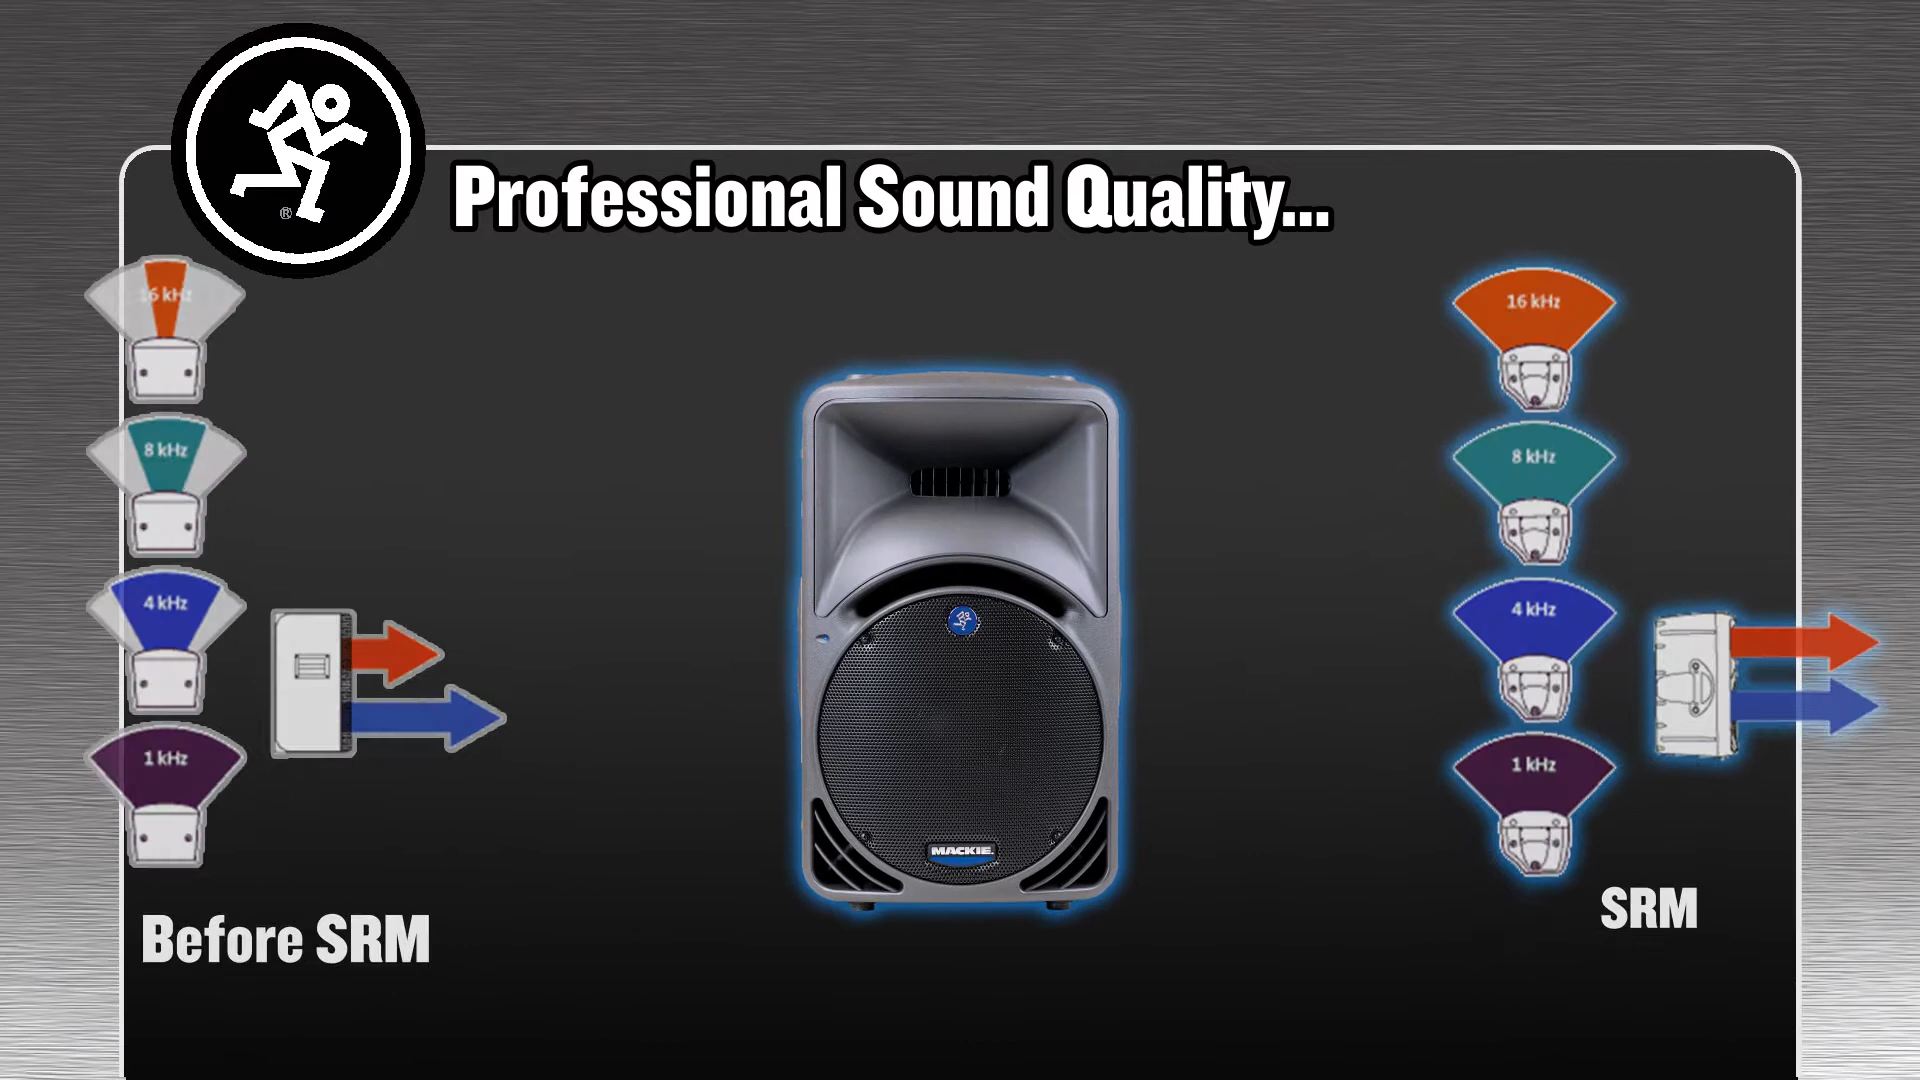 ®
Professional Sound Quality...
16 kHz
8 kHz
4 kHz
1 kHz
Before SRM
MACKIE.
16 kHz
8 kHz
4 kHz
1 kHz
SRM